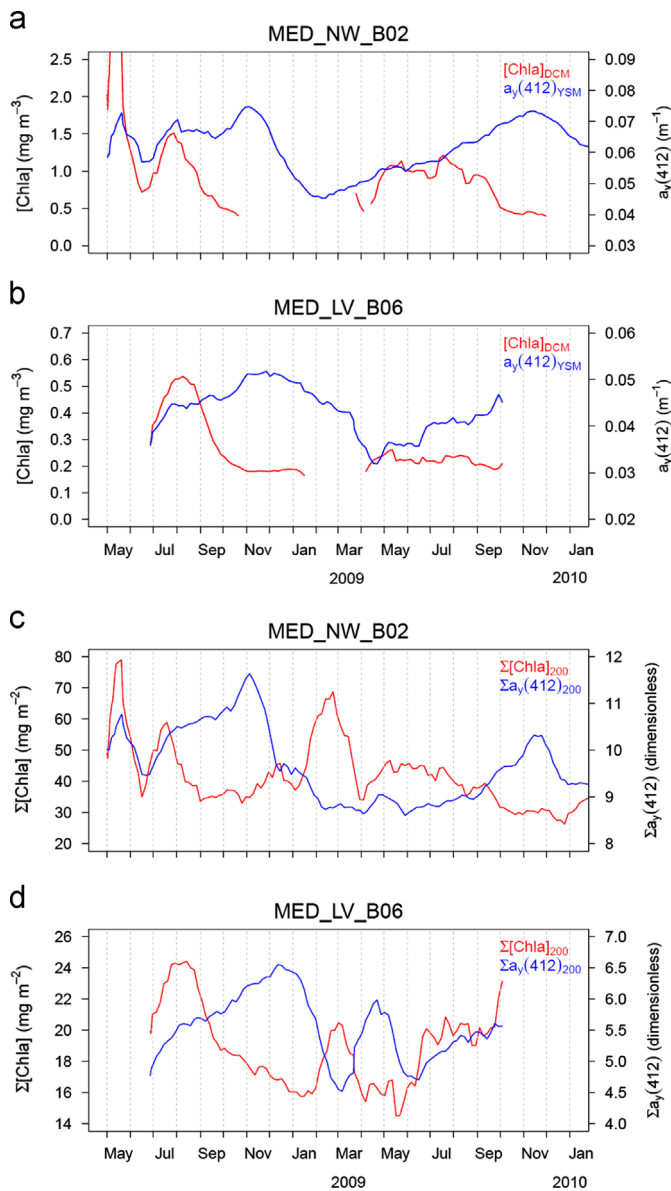 a
MED_NW_B02
2.5
2.0
1.5
1.0
0.5
0.0
[Chla] (mg m⁻³)
[Chla]DCM
ay(412)YSM
0.09
0.08
0.07
0.06
0.05
0.04
0.03
ay(412) (m⁻¹)
b
MED_LV_B06
0.7
0.6
0.5
0.4
0.3
0.2
0.1
0.0
[Chla] (mg m⁻³)
[Chla]DCM
ay(412)YSM
0.06
0.05
0.04
0.03
0.02
ay(412) (m⁻¹)
May Jul Sep Nov Jan Mar May Jul Sep Nov Jan
2009 2010
c
MED_NW_B02
80
70
60
50
40
30
20
Σ[Chla] (mg m⁻²)
Σ[Chla]200
Σay(412)200
12
11
10
9
8
Σay(412) (dimensionless)
d
MED_LV_B06
26
24
22
20
18
16
14
Σ[Chla] (mg m⁻²)
Σ[Chla]200
Σay(412)200
7.0
6.5
6.0
5.5
5.0
4.5
4.0
Σay(412) (dimensionless)
May Jul Sep Nov Jan Mar May Jul Sep Nov Jan
2009 2010